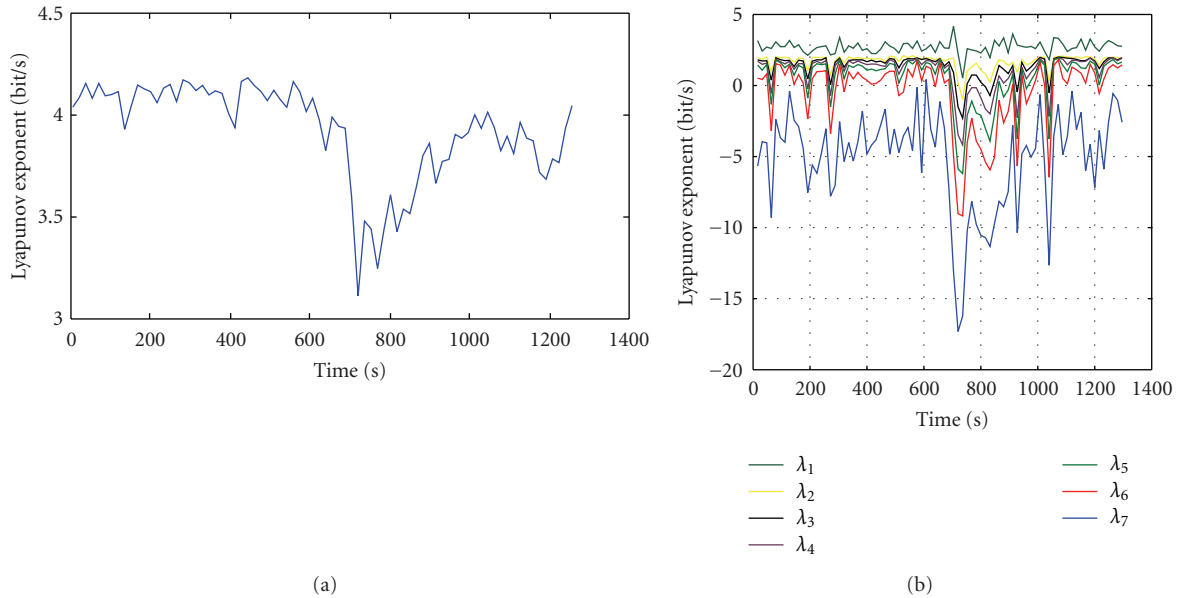 4.5
4
3.5
3
Lyapunov exponent (bit/s)
0 200 400 600 800 1000 1200 1400
Time (s)
(a)
5
0
−5
−10
−15
−20
Lyapunov exponent (bit/s)
0 200 400 600 800 1000 1200 1400
Time (s)
λ1
λ2
λ3
λ4
λ5
λ6
λ7
(b)